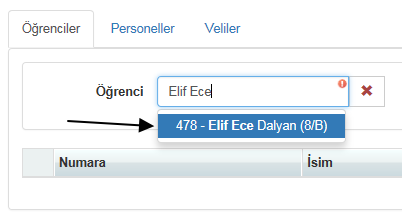 Öğrenciler Personeller Veliler
Öğrenci Elif Ece
478 - Elif Ece Dalyan (8/B)
Numara İsim